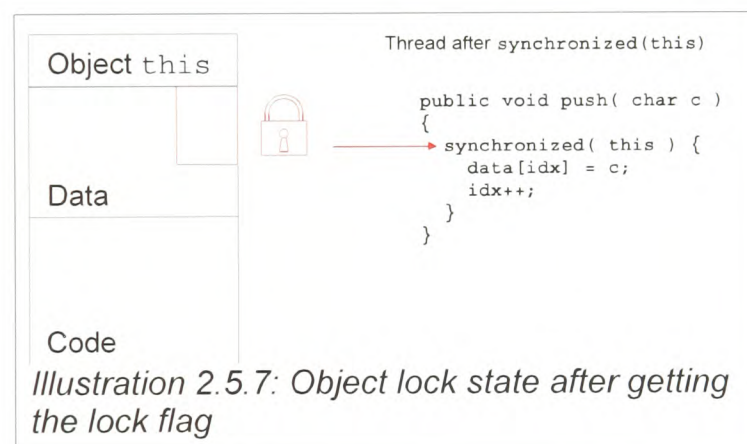 Object this
Data
Code
Thread after synchronized(this)
public void push( char c )
{
synchronized( this ) {
data[idx] = c;
idx++;
}
}
Illustration 2.5.7: Object lock state after getting
the lock flag